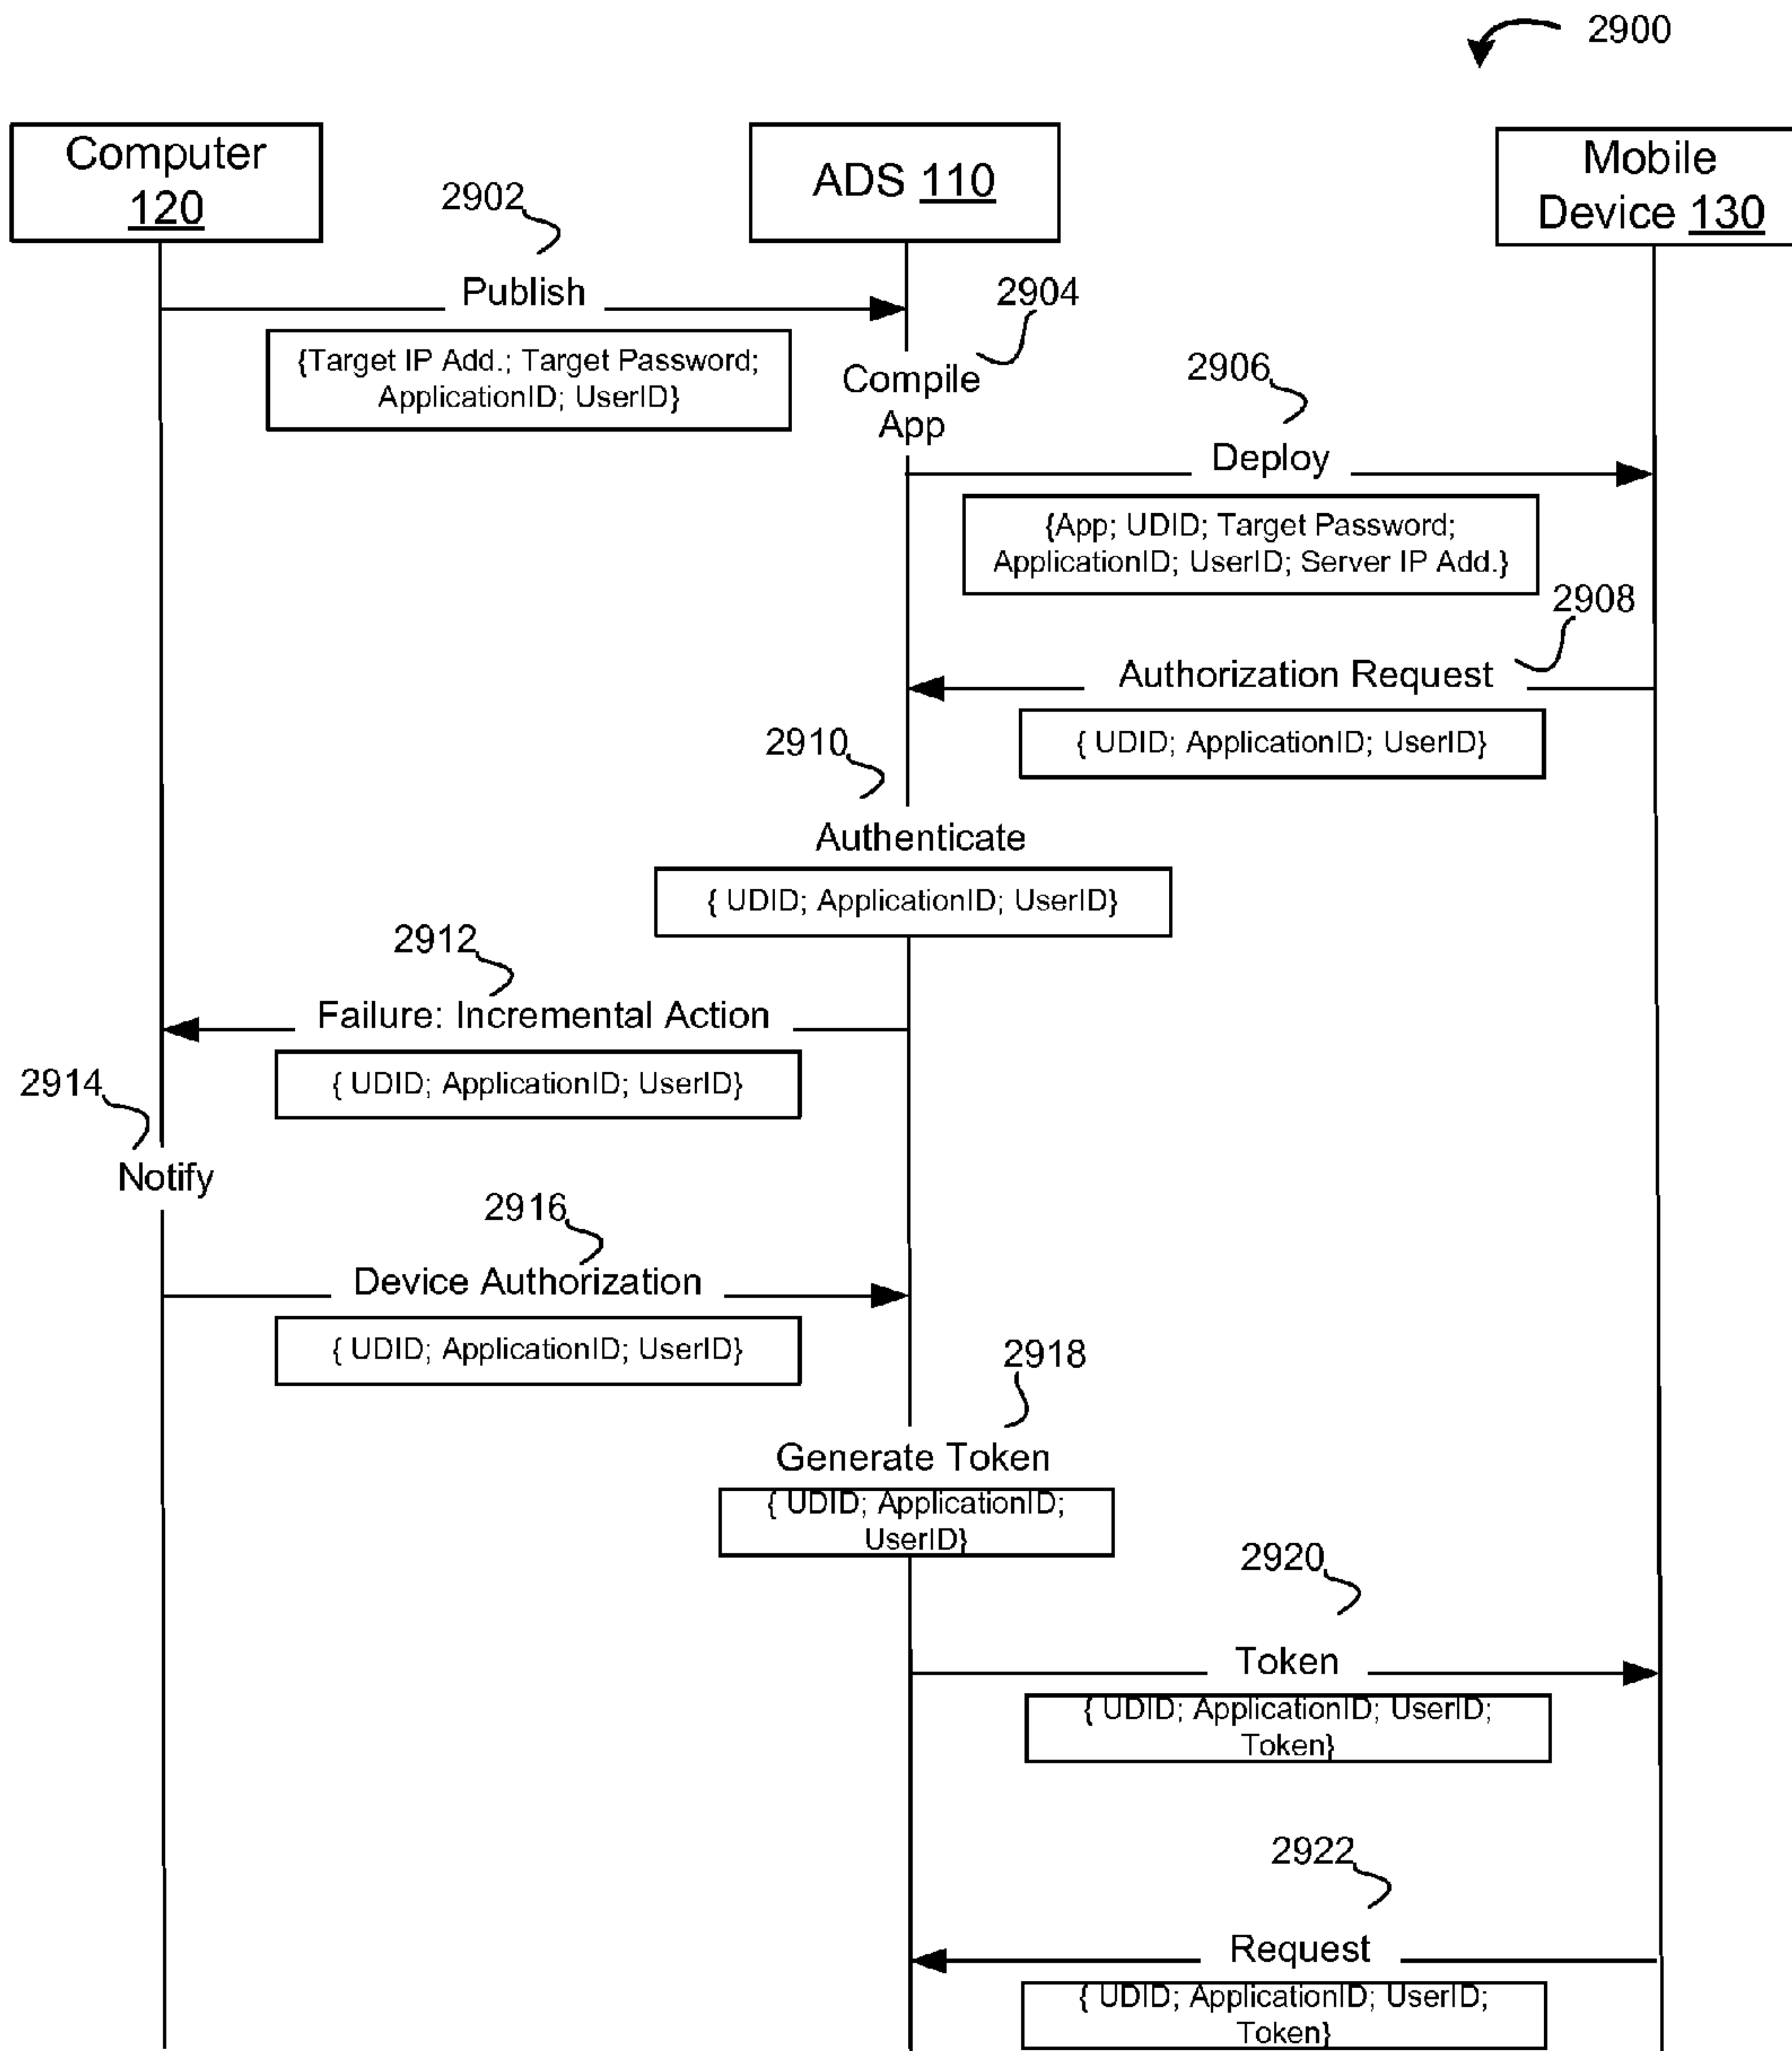 2900
Computer
120
ADS 110
Mobile
Device 130
2902
Publish
{Target IP Add.; Target Password;
ApplicationID; UserID}
2904
Compile
App
2906
Deploy
{App; UDID; Target Password;
ApplicationID; UserID; Server IP Add.}
2908
Authorization Request
{ UDID; ApplicationID; UserID}
2910
Authenticate
{ UDID; ApplicationID; UserID}
2912
Failure: Incremental Action
{ UDID; ApplicationID; UserID}
2914
Notify
2916
Device Authorization
{ UDID; ApplicationID; UserID}
2918
Generate Token
{ UDID; ApplicationID;
UserID}
2920
Token
{ UDID; ApplicationID; UserID;
Token}
2922
Request
{ UDID; ApplicationID; UserID;
Token}